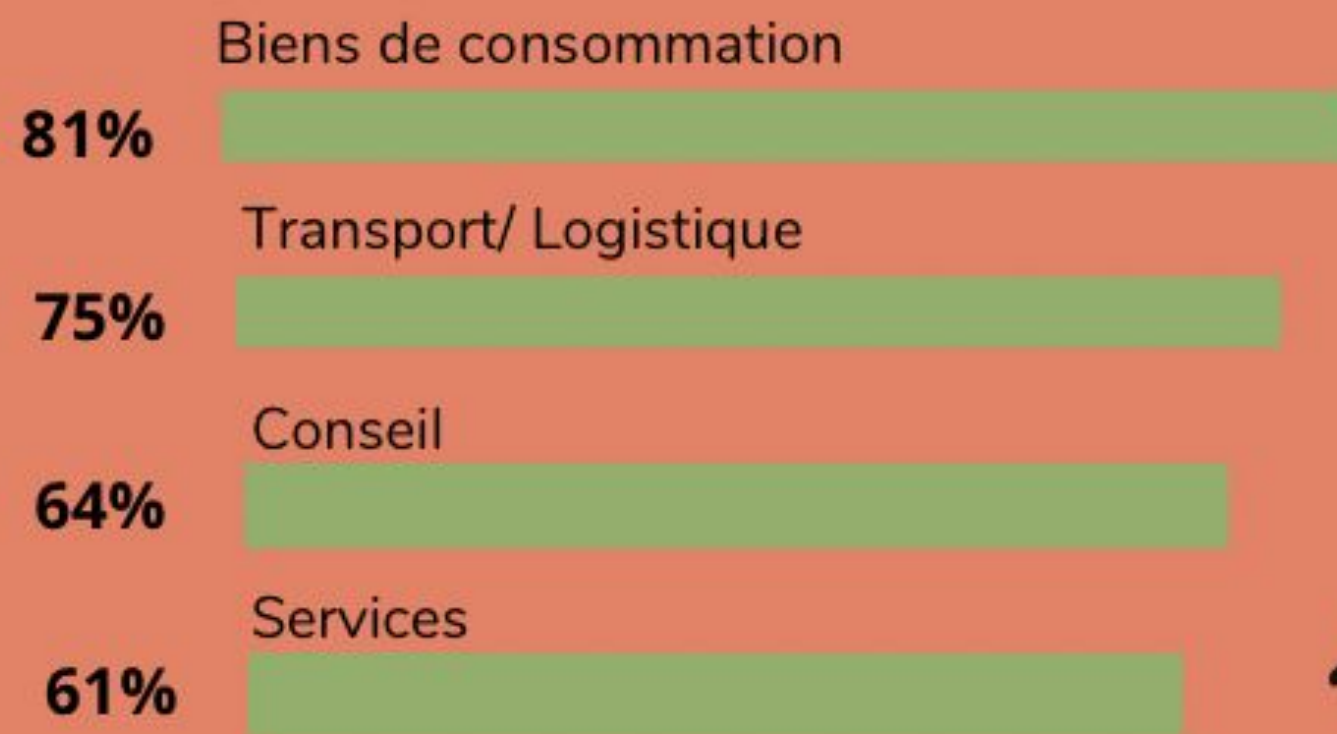 Biens de consommation
81%
Transport/ Logistique
75%
Conseil
64%
Services
61%